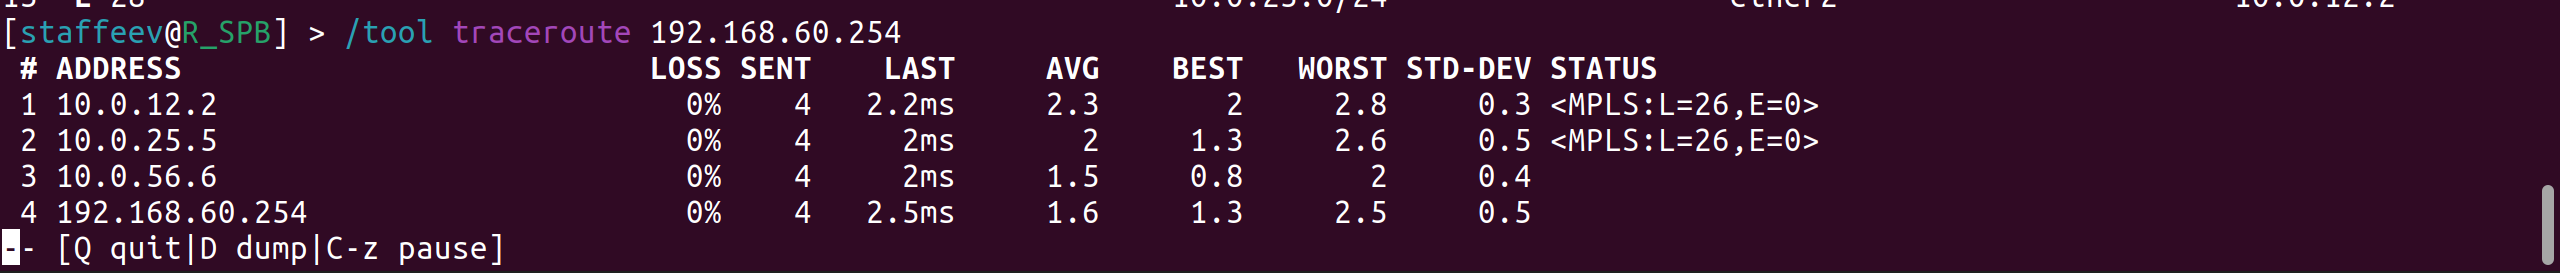 [staffeev@R_SPB] > /tool traceroute 192.168.60.254
# ADDRESS LOSS SENT LAST AVG BEST WORST STD-DEV STATUS
1 10.0.12.2 0% 4 2.2ms 2.3 2 2.8 0.3 <MPLS:L=26,E=0>
2 10.0.25.5 0% 4 2ms 2 1.3 2.6 0.5 <MPLS:L=26,E=0>
3 10.0.56.6 0% 4 2ms 1.5 0.8 2 0.4
4 192.168.60.254 0% 4 2.5ms 1.6 1.3 2.5 0.5
-- [Q quit|D dump|C-z pause]